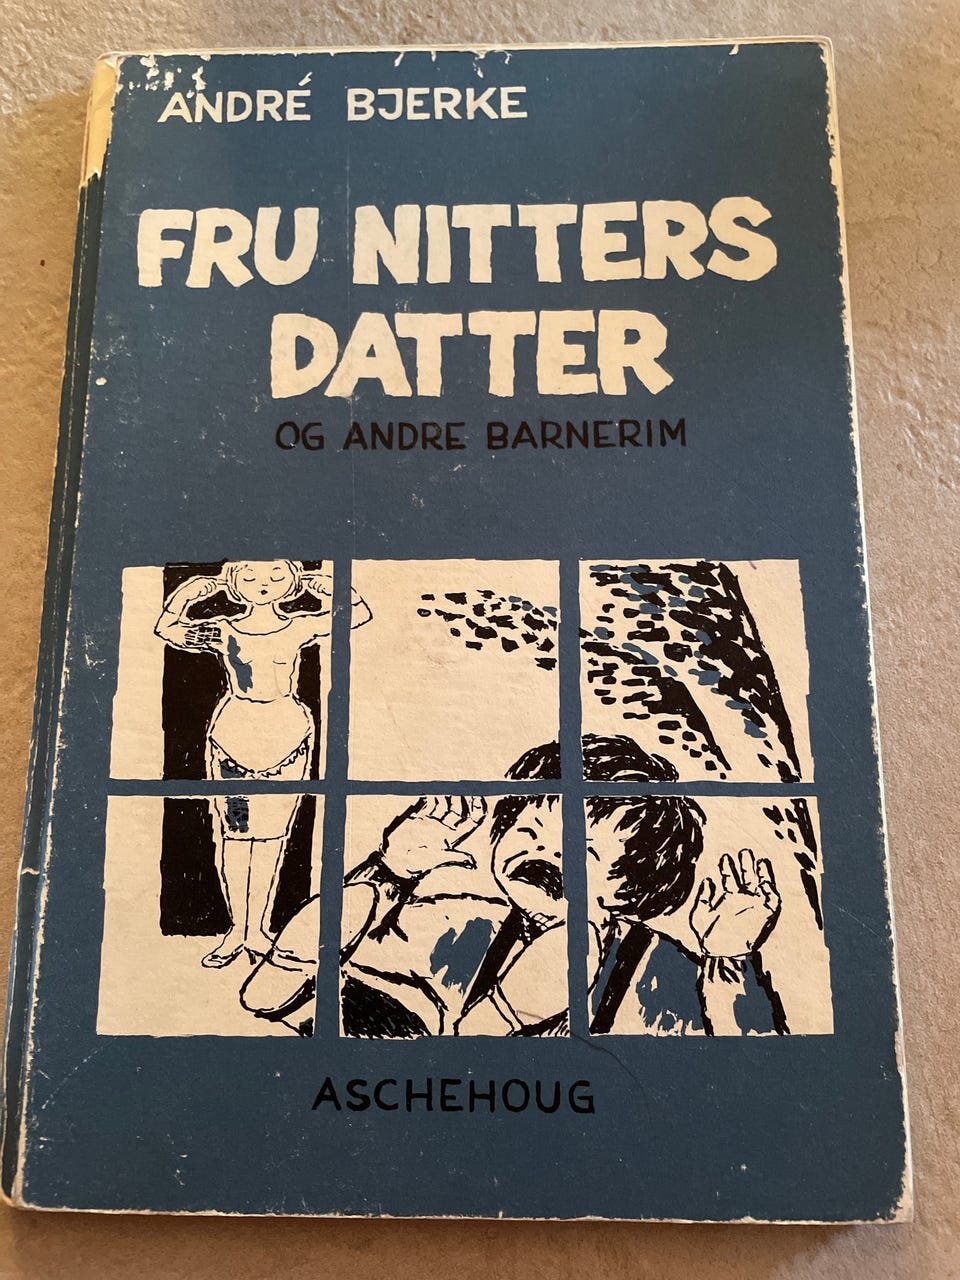 ANDRÉ BJERKE
FRU NITTERS
DATTER
OG ANDRE BARNERIM
ASCHEHOUG